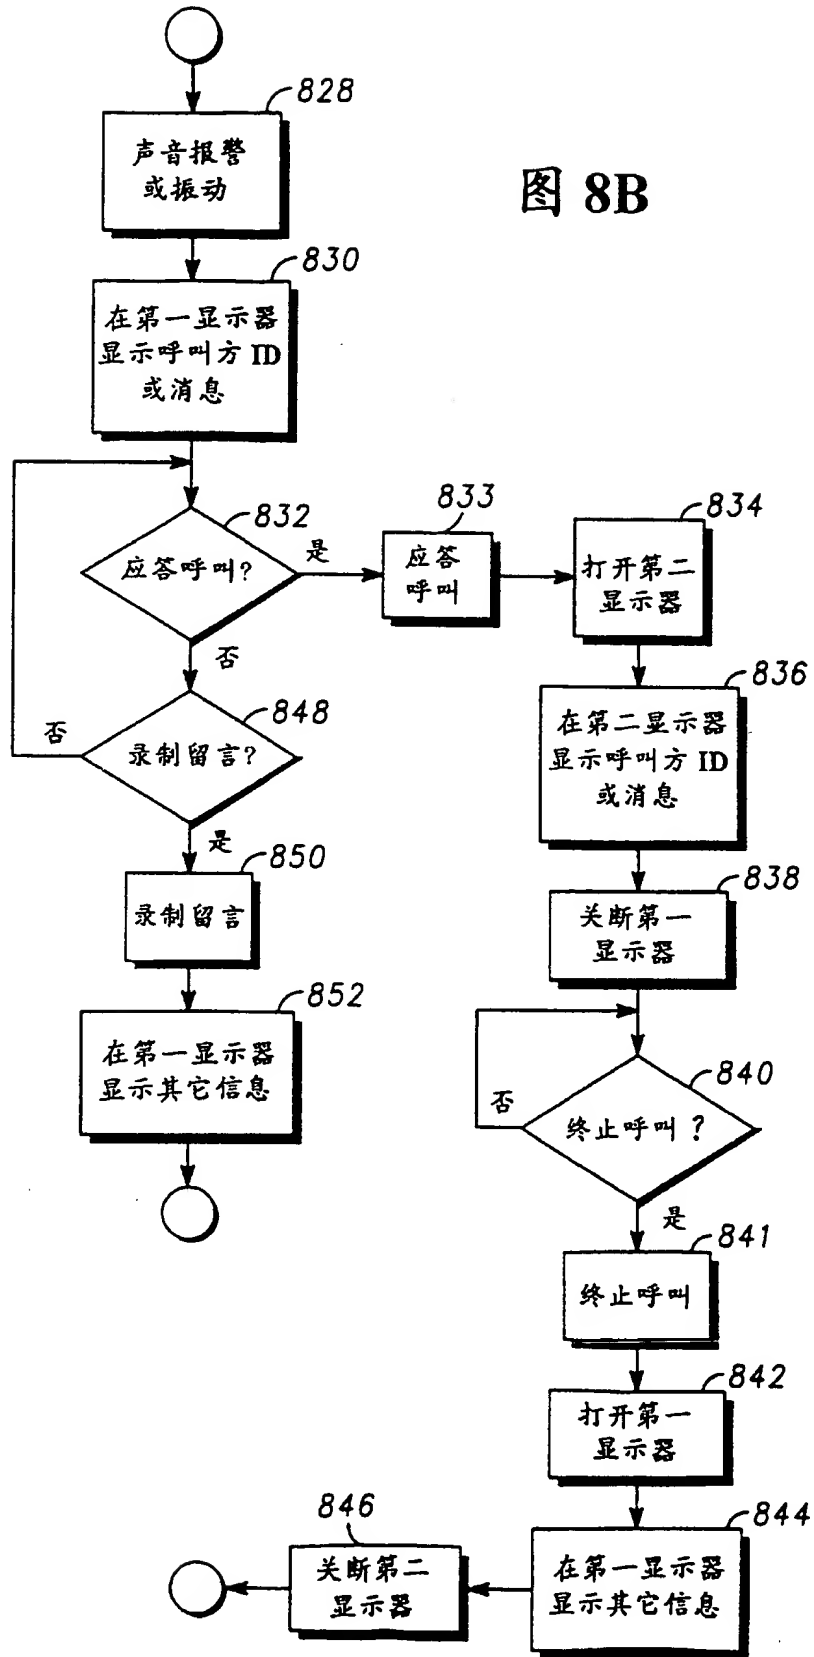 828
声音报警
或振动
图 8B
830
在第一显示器
显示呼叫方 ID
或消息
832
应答呼叫?
是
833
应答
呼叫
834
打开第二
显示器
否
836
在第二显示器
显示呼叫方 ID
或消息
848
录制留言?
否
是
850
录制留言
838
关断第一
显示器
852
在第一显示器
显示其它信息
840
终止呼叫?
否
是
841
终止呼叫
842
打开第一
显示器
844
在第一显示器
显示其它信息
846
关断第二
显示器